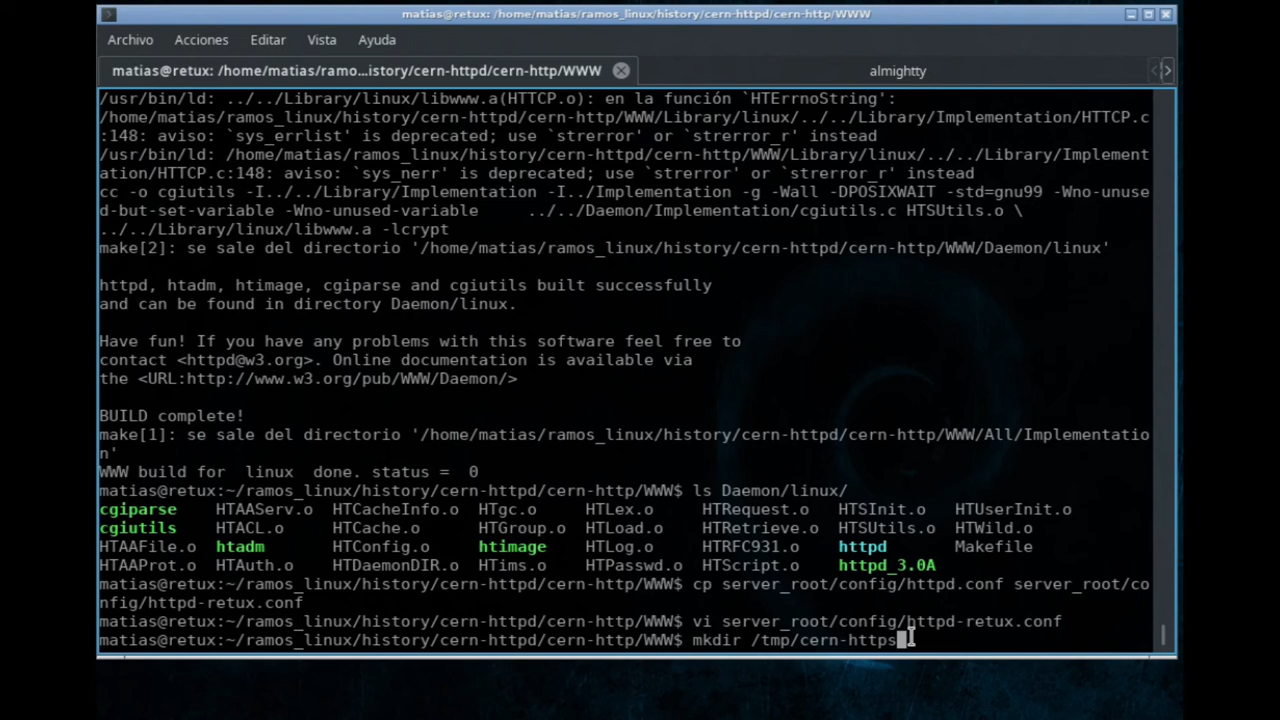 matias@retux: /home/matias/ramos_linux/history/cern-httpd/cern-http/WWW
Archivo Acciones Editar Vista Ayuda
matias@retux: /home/matias/ramo...istory/cern-httpd/cern-http/WWW almightty
/usr/bin/ld: ../../Library/linux/libwww.a(HTTCP.o): en la función `HTErrnoString':
/home/matias/ramos_linux/history/cern-httpd/cern-http/WWW/Library/linux/../../Library/Implementation/HTTCP.c
:148: aviso: `sys_errlist' is deprecated; use `strerror' or `strerror_r' instead
/usr/bin/ld: /home/matias/ramos_linux/history/cern-httpd/cern-http/WWW/Library/linux/../../Library/Implement
ation/HTTCP.c:148: aviso: `sys_nerr' is deprecated; use `strerror' or `strerror_r' instead
cc -o cgiutils -I../../Library/Implementation -I../Implementation -g -Wall -DPOSIXWAIT -std=gnu99 -Wno-unuse
d-but-set-variable -Wno-unused-variable ../../Daemon/Implementation/cgiutils.c HTSUtils.o \
../../Library/linux/libwww.a -lcrypt
make[2]: se sale del directorio '/home/matias/ramos_linux/history/cern-httpd/cern-http/WWW/Daemon/linux'
httpd, htadm, htimage, cgiparse and cgiutils built successfully
and can be found in directory Daemon/linux.
Have fun! If you have any problems with this software feel free to
contact <httpd@w3.org>. Online documentation is available via
the <URL:http://www.w3.org/pub/WWW/Daemon/>
BUILD complete!
make[1]: se sale del directorio '/home/matias/ramos_linux/history/cern-httpd/cern-http/WWW/All/Implementatio
n'
WWW build for linux done. status = 0
matias@retux:~/ramos_linux/history/cern-httpd/cern-http/WWW$ ls Daemon/linux/
cgiparse HTAAServ.o HTCacheInfo.o HTgc.o HTLex.o HTRequest.o HTSInit.o HTUserInit.o
cgiutils HTACL.o HTCache.o HTGroup.o HTLoad.o HTRetrieve.o HTSUtils.o HTWild.o
HTAAFile.o htadm HTConfig.o htimage HTLog.o HTRFC931.o httpd Makefile
HTAAProt.o HTAuth.o HTDaemonDIR.o HTims.o HTPasswd.o HTScript.o httpd_3.0A
matias@retux:~/ramos_linux/history/cern-httpd/cern-http/WWW$ cp server_root/config/httpd.conf server_root/co
nfig/httpd-retux.conf
matias@retux:~/ramos_linux/history/cern-httpd/cern-http/WWW$ vi server_root/config/httpd-retux.conf
matias@retux:~/ramos_linux/history/cern-httpd/cern-http/WWW$ mkdir /tmp/cern-https